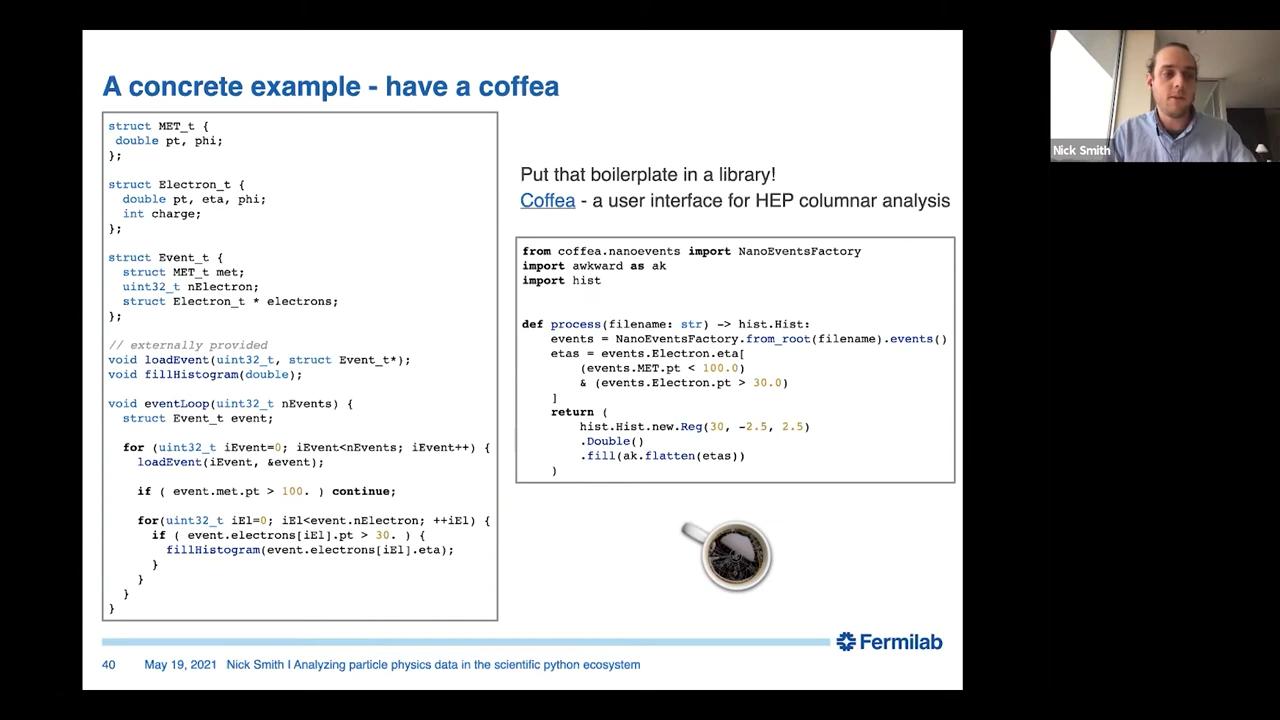 A concrete example - have a coffea
struct MET_t {
double pt, phi;
};
struct Electron_t {
double pt, eta, phi;
int charge;
};
struct Event_t {
struct MET_t met;
uint32_t nElectron;
struct Electron_t * electrons;
};
// externally provided
void loadEvent(uint32_t, struct Event_t*);
void fillHistogram(double);
void eventLoop(uint32_t nEvents) {
struct Event_t event;
for (uint32_t iEvent=0; iEvent<nEvents; iEvent++) {
loadEvent(iEvent, &event);
if ( event.met.pt > 100. ) continue;
for(uint32_t iEl=0; iEl<event.nElectron; ++iEl) {
if ( event.electrons[iEl].pt > 30. ) {
fillHistogram(event.electrons[iEl].eta);
}
}
}
}
Put that boilerplate in a library!
Coffea - a user interface for HEP columnar analysis
from coffea.nanoevents import NanoEventsFactory
import awkward as ak
import hist
def process(filename: str) -> hist.Hist:
events = NanoEventsFactory.from_root(filename).events()
etas = events.Electron.eta[
(events.MET.pt < 100.0)
& (events.Electron.pt > 30.0)
]
return (
hist.Hist.new.Reg(30, -2.5, 2.5)
.Double()
.fill(ak.flatten(etas))
)
Fermilab
40 May 19, 2021 Nick Smith | Analyzing particle physics data in the scientific python ecosystem
Nick Smith